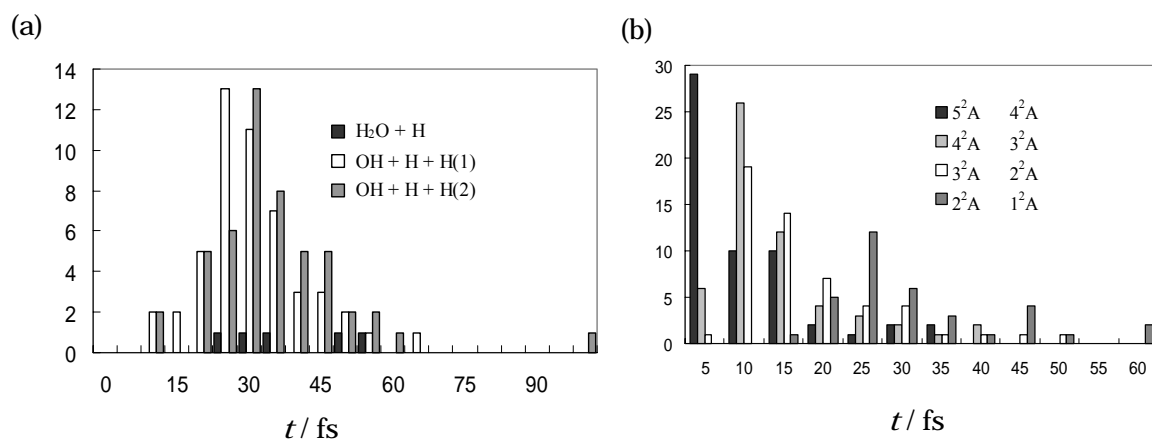 (a)
14
12
10
8
6
4
2
0
H₂O + H
OH + H + H(1)
OH + H + H(2)
0 15 30 45 60 75 90
t / fs
(b)
30
25
20
15
10
5
0
5²A 4²A
4²A 3²A
3²A 2²A
2²A 1²A
5 10 15 20 25 30 35 40 45 50 55 60
t / fs